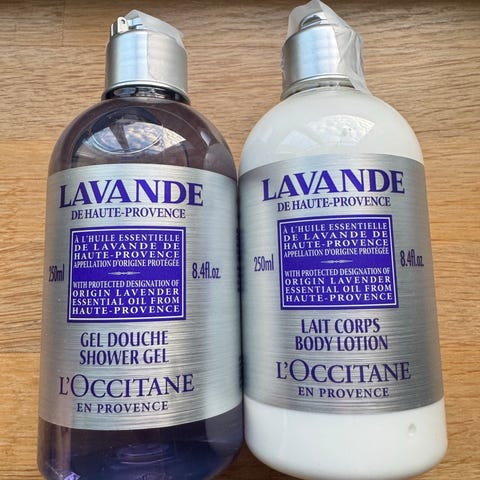 LAVANDE
DE HAUTE-PROVENCE
À L'HUILE ESSENTIELLE
DE LAVANDE DE
HAUTE-PROVENCE
APPELLATION D'ORIGINE PROTÉGÉE
WITH PROTECTED DESIGNATION OF
ORIGIN LAVENDER
ESSENTIAL OIL FROM
HAUTE-PROVENCE
250ml
8.4fl.oz.
GEL DOUCHE
SHOWER GEL
L'OCCITANE
EN PROVENCE
LAVANDE
DE HAUTE-PROVENCE
À L'HUILE ESSENTIELLE
DE LAVANDE DE
HAUTE-PROVENCE
APPELLATION D'ORIGINE PROTÉGÉE
WITH PROTECTED DESIGNATION OF
ORIGIN LAVENDER
ESSENTIAL OIL FROM
HAUTE-PROVENCE
250ml
8.4fl.oz.
LAIT CORPS
BODY LOTION
L'OCCITANE
EN PROVENCE